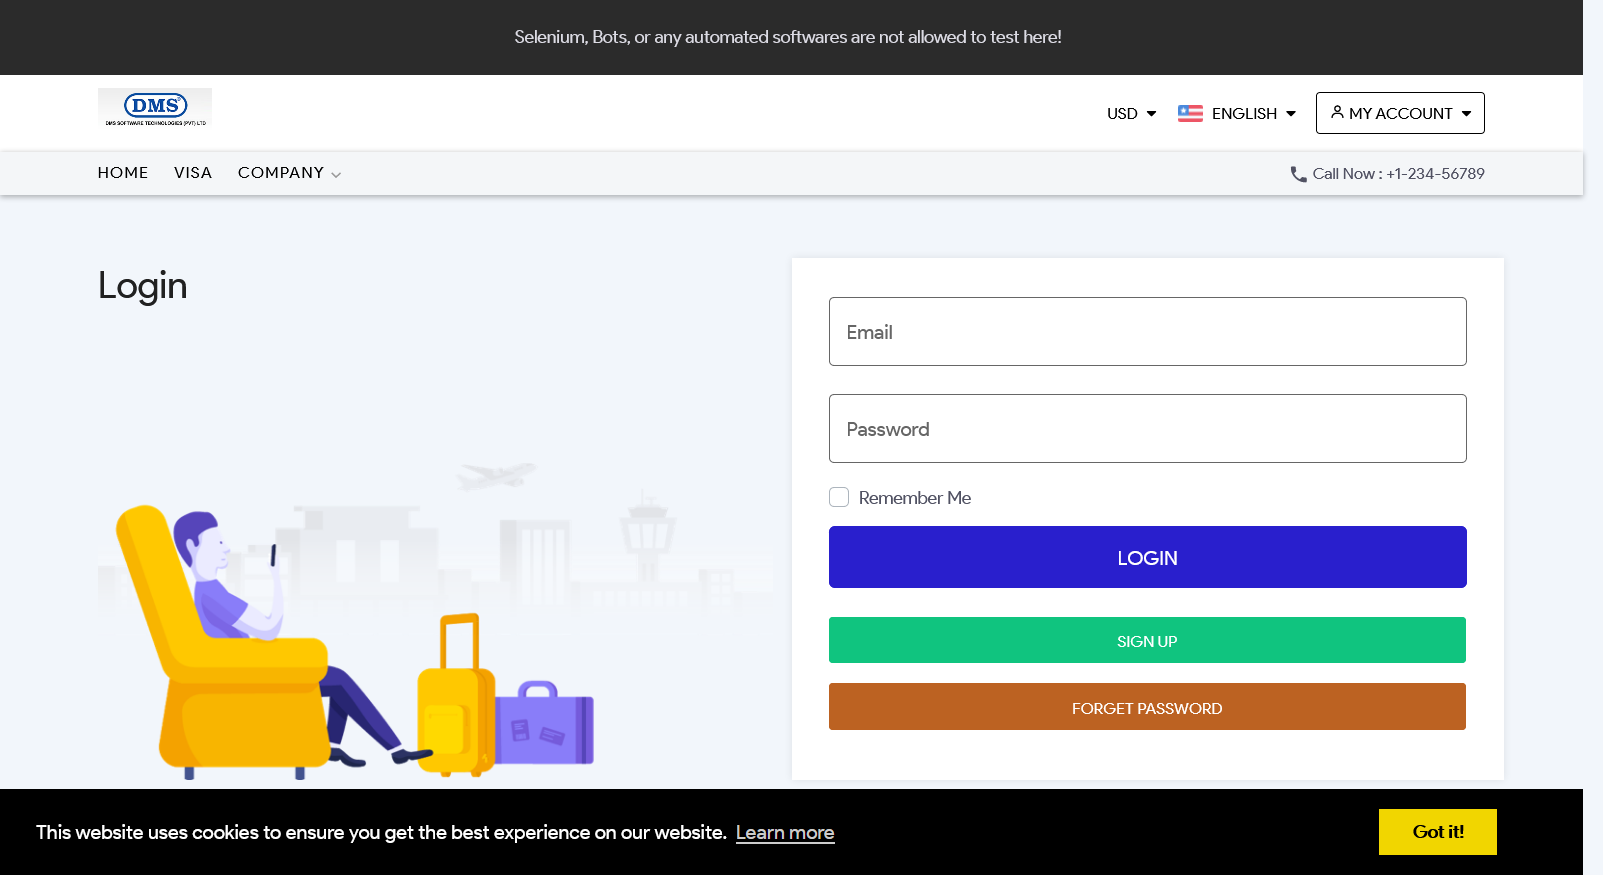 Selenium, Bots, or any automated softwares are not allowed to test here!
DMS
DMS SOFTWARE TECHNOLOGIES (PVT) LTD
USD
ENGLISH
MY ACCOUNT
HOME
VISA
COMPANY
Call Now : +1-234-56789
Login
Email
Password
Remember Me
LOGIN
SIGN UP
FORGET PASSWORD
This website uses cookies to ensure you get the best experience on our website. Learn more
Got it!